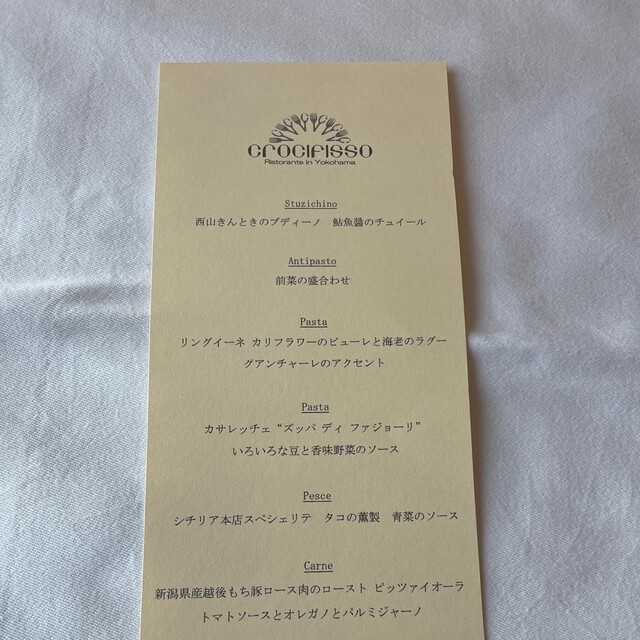 CROCIFISSO
Ristorante in Yokohama
Stuzichino
西山きんときのブディーノ　鮎魚醤のチュイール
Antipasto
前菜の盛合わせ
Pasta
リングイーネ カリフラワーのピューレと海老のラグー
グアンチャーレのアクセント
Pasta
カサレッチェ “ズッパ ディ ファジョーリ”
いろいろな豆と香味野菜のソース
Pesce
シチリア本店スペシェリテ　タコの薫製　青菜のソース
Carne
新潟県産越後もち豚ロース肉のロースト ピッツァイオーラ
トマトソースとオレガノとパルミジャーノ